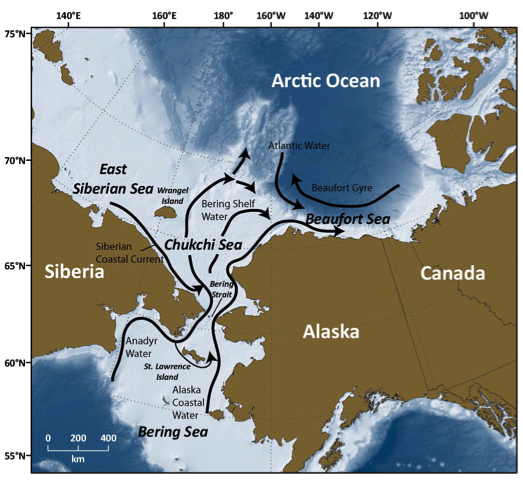 140°E 160°E 180° 160°W 140°W 120°W 100°W
75°N
Arctic Ocean
Atlantic Water
70°N
East
Siberian Sea
Wrangel
Island
Beaufort Gyre
Bering Shelf
Water
Beaufort Sea
Chukchi Sea
Siberian
Coastal Current
65°N
Siberia
Canada
Bering
Strait
Alaska
Anadyr
Water
60°N
St. Lawrence
Island
Alaska
Coastal
Water
Bering Sea
0 200 400
km
55°N